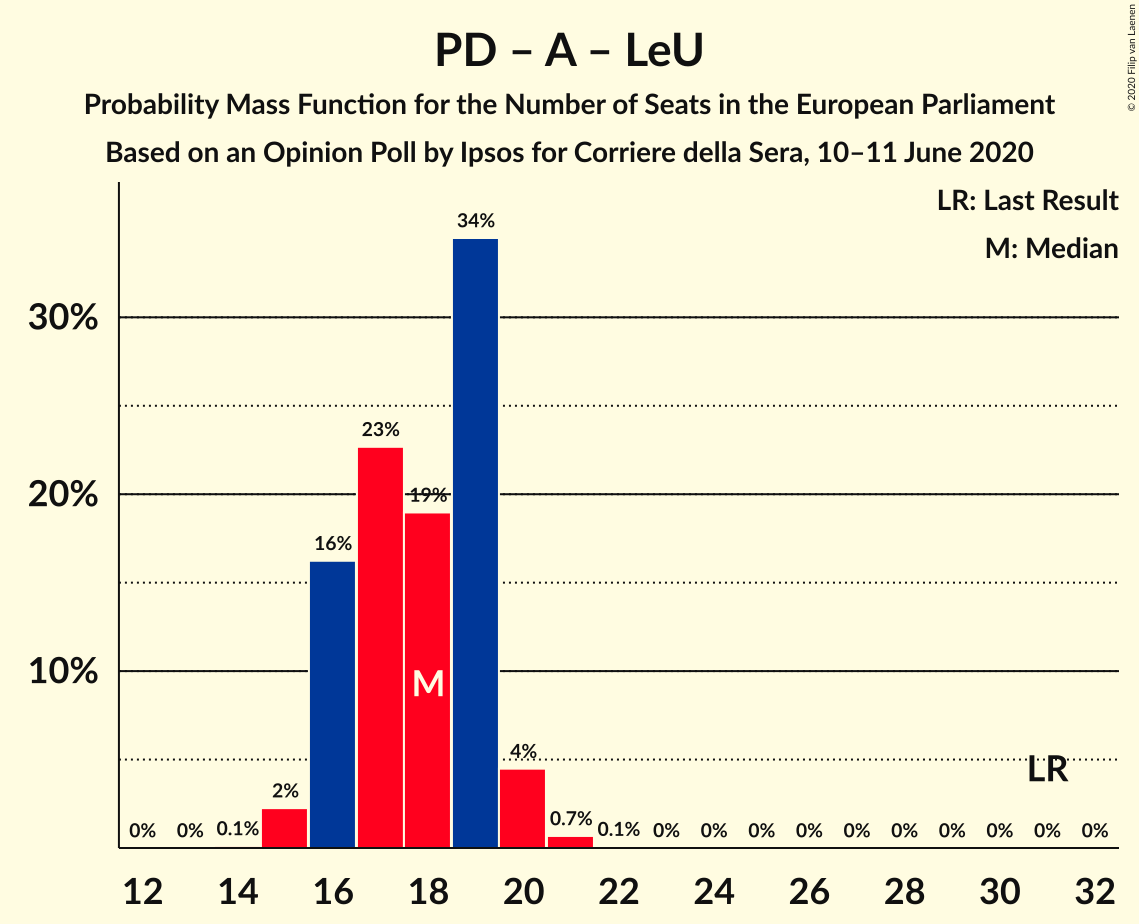 PD – A – LeU
Probability Mass Function for the Number of Seats in the European Parliament
Based on an Opinion Poll by Ipsos for Corriere della Sera, 10–11 June 2020
© 2020 Filip van Laenen
LR: Last Result
M: Median
34%
30%
23%
20%
19%
16%
10%
M
4%
LR
2%
0.7%
0% 0% 0.1% 0.1% 0% 0% 0% 0% 0% 0% 0% 0% 0% 0%
12 14 16 18 20 22 24 26 28 30 32